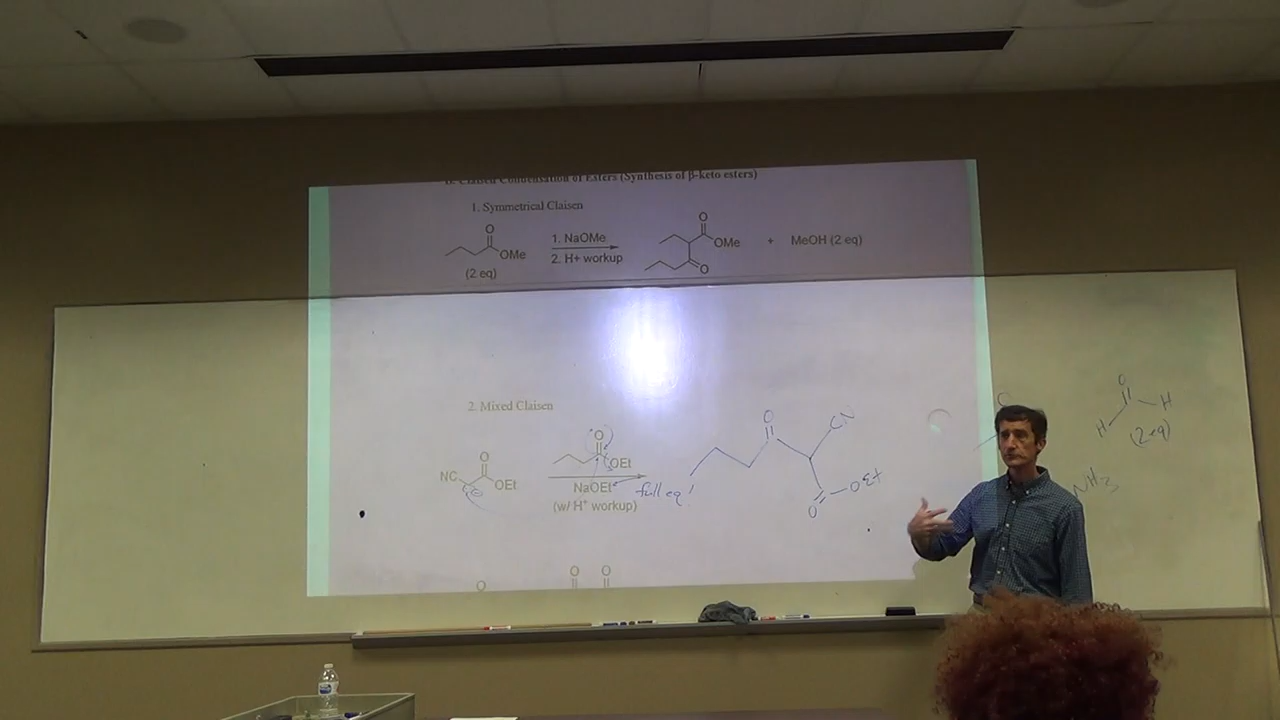 B. Claisen Condensation of Esters (Synthesis of β-keto esters)
1. Symmetrical Claisen
O
OMe
(2 eq)
1. NaOMe
2. H+ workup
O
OMe
O
+ MeOH (2 eq)
2. Mixed Claisen
NC
O
OEt
O
OEt
NaOEt
(w/ H+ workup)
full eq!
O
CN
O
OEt
O
H
H
(2 eq)
NH3
O
O O